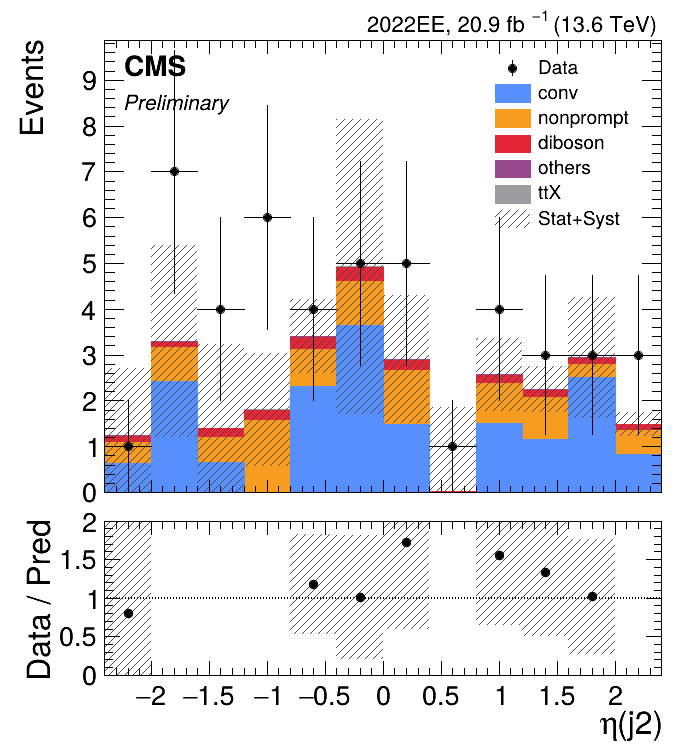 2022EE, 20.9 fb⁻¹ (13.6 TeV)
Events
CMS
Preliminary
Data
conv
nonprompt
diboson
others
ttX
Stat+Syst
9
8
7
6
5
4
3
2
1
0
Data / Pred
2
1.5
1
0.5
0
−2 −1.5 −1 −0.5 0 0.5 1 1.5 2
η(j2)